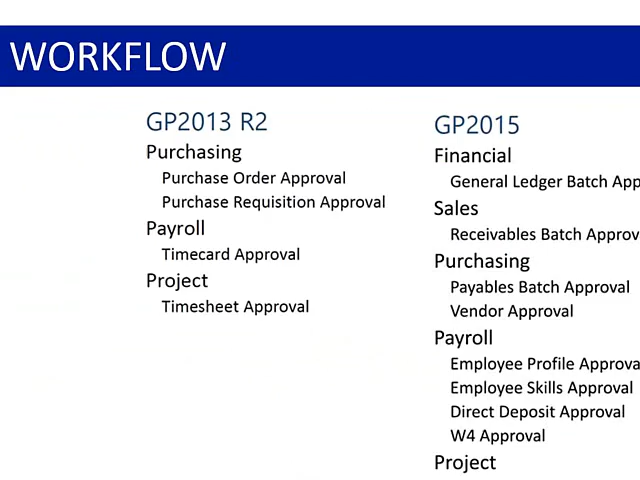 WORKFLOW
GP2013 R2
Purchasing
Purchase Order Approval
Purchase Requisition Approval
Payroll
Timecard Approval
Project
Timesheet Approval
GP2015
Financial
General Ledger Batch App
Sales
Receivables Batch Approv
Purchasing
Payables Batch Approval
Vendor Approval
Payroll
Employee Profile Approva
Employee Skills Approval
Direct Deposit Approval
W4 Approval
Project